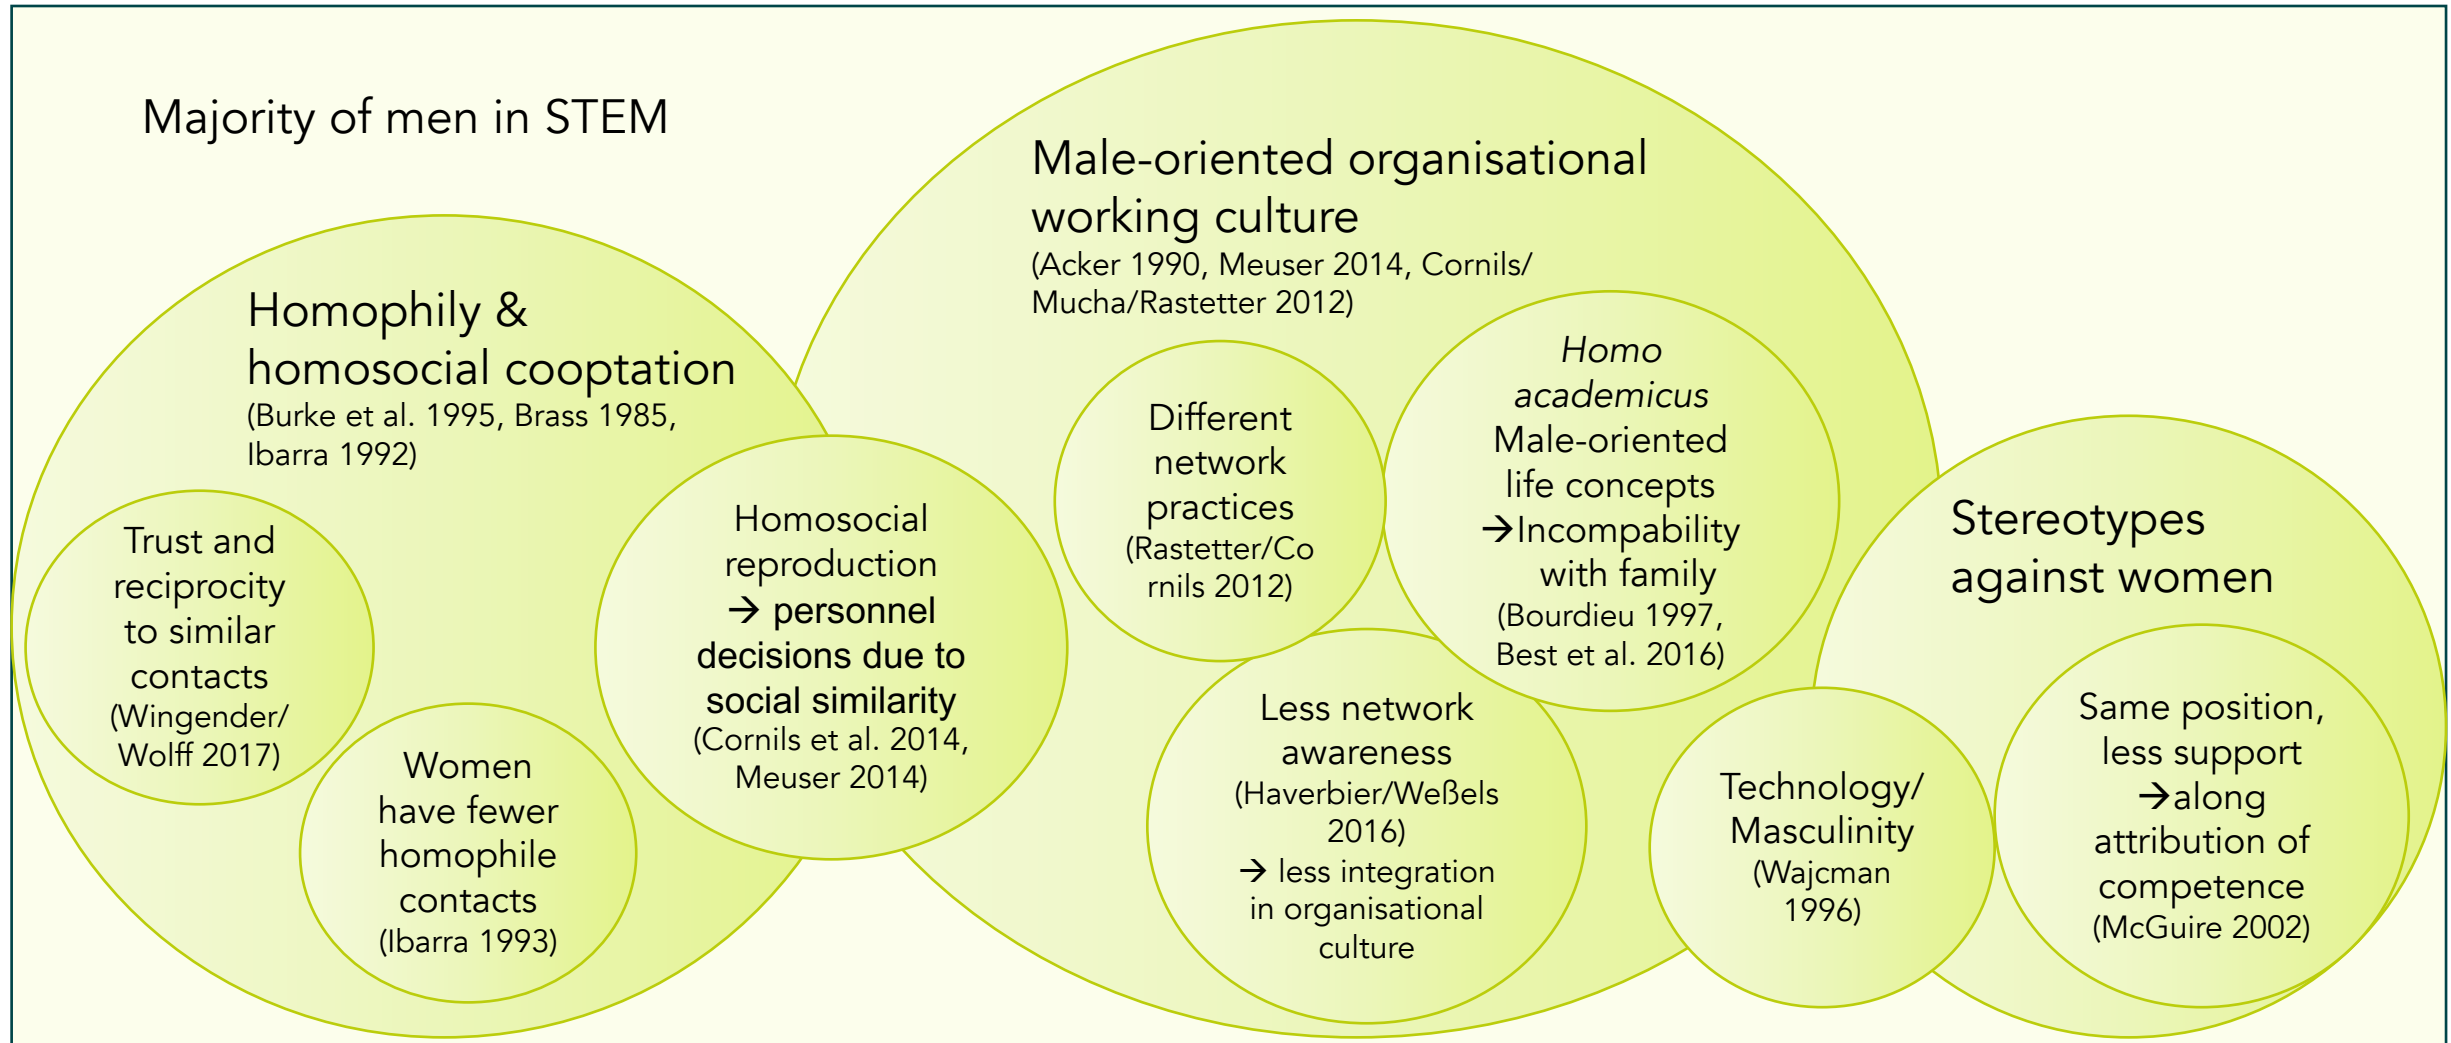 Majority of men in STEM
Homophily &
homosocial cooptation
(Burke et al. 1995, Brass 1985,
Ibarra 1992)
Trust and
reciprocity
to similar
contacts
(Wingender/
Wolff 2017)
Women
have fewer
homophile
contacts
(Ibarra 1993)
Homosocial
reproduction
→ personnel
decisions due to
social similarity
(Cornils et al. 2014,
Meuser 2014)
Male-oriented organisational
working culture
(Acker 1990, Meuser 2014, Cornils/
Mucha/Rastetter 2012)
Different
network
practices
(Rastetter/Co
rnils 2012)
Homo
academicus
Male-oriented
life concepts
→Incompability
with family
(Bourdieu 1997,
Best et al. 2016)
Less network
awareness
(Haverbier/Weßels
2016)
→ less integration
in organisational
culture
Technology/
Masculinity
(Wajcman
1996)
Stereotypes
against women
Same position,
less support
→along
attribution of
competence
(McGuire 2002)